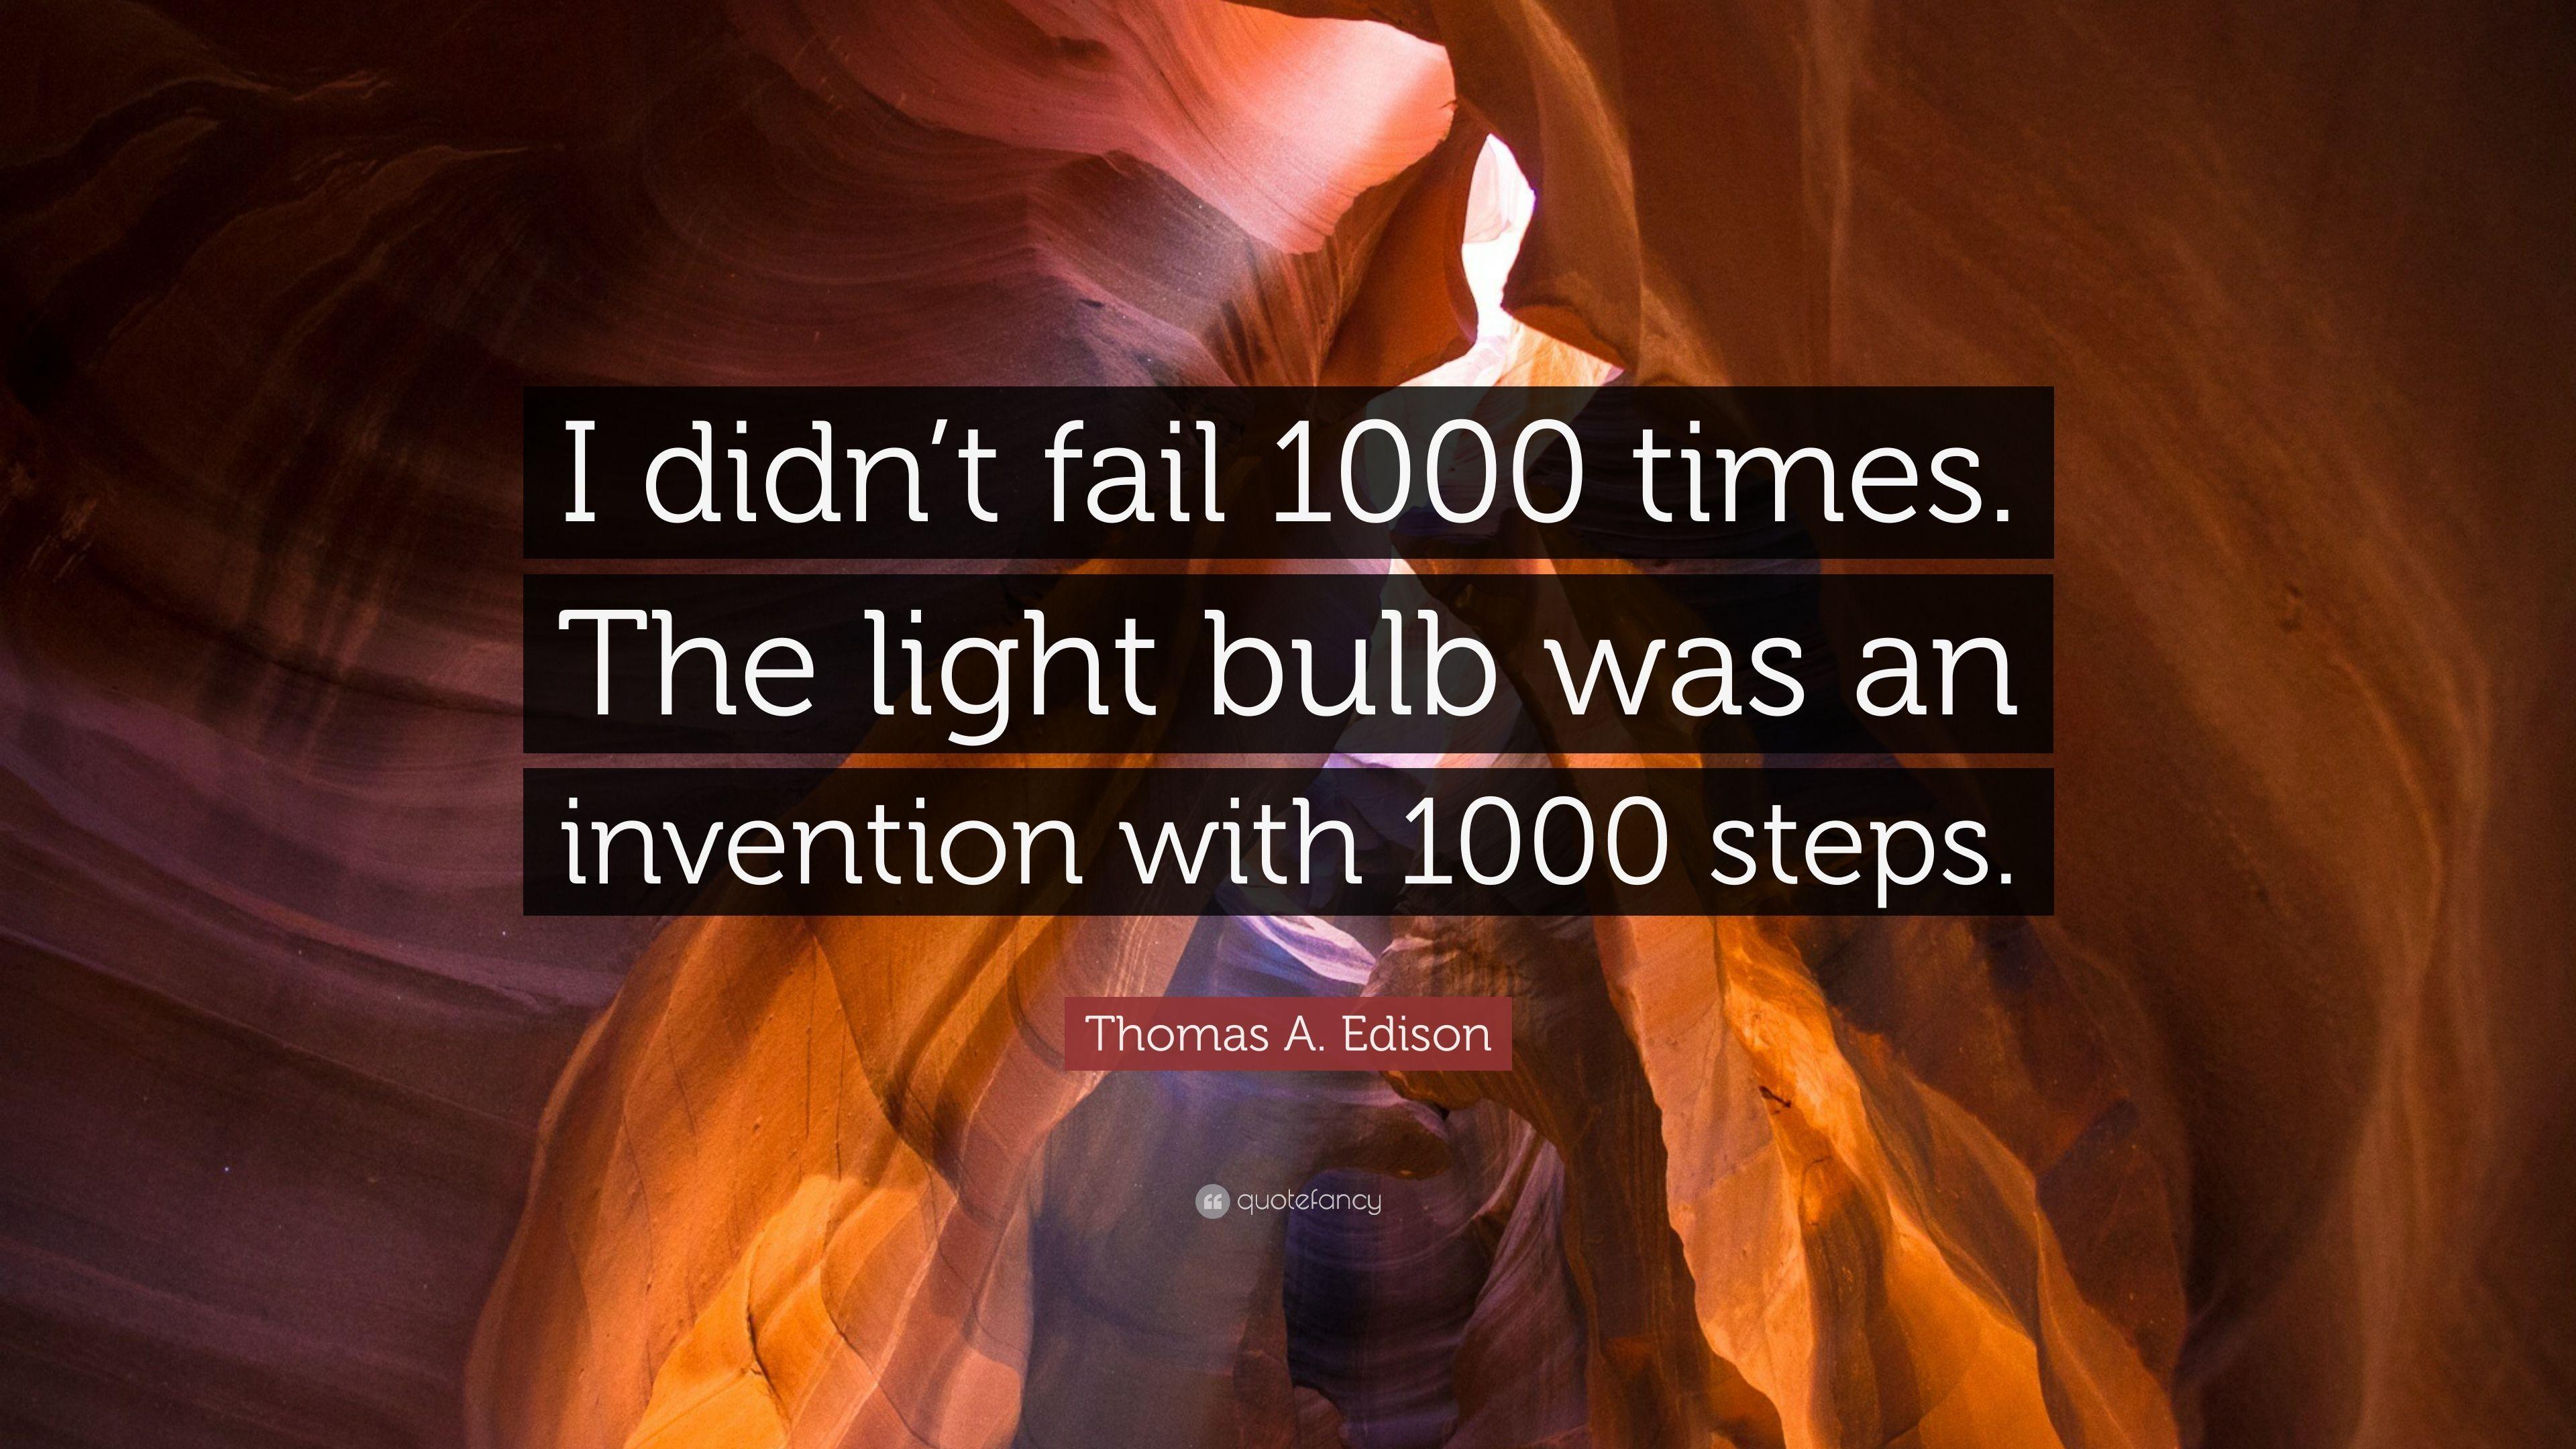 I didn’t fail 1000 times.
The light bulb was an
invention with 1000 steps.
Thomas A. Edison
quotefancy